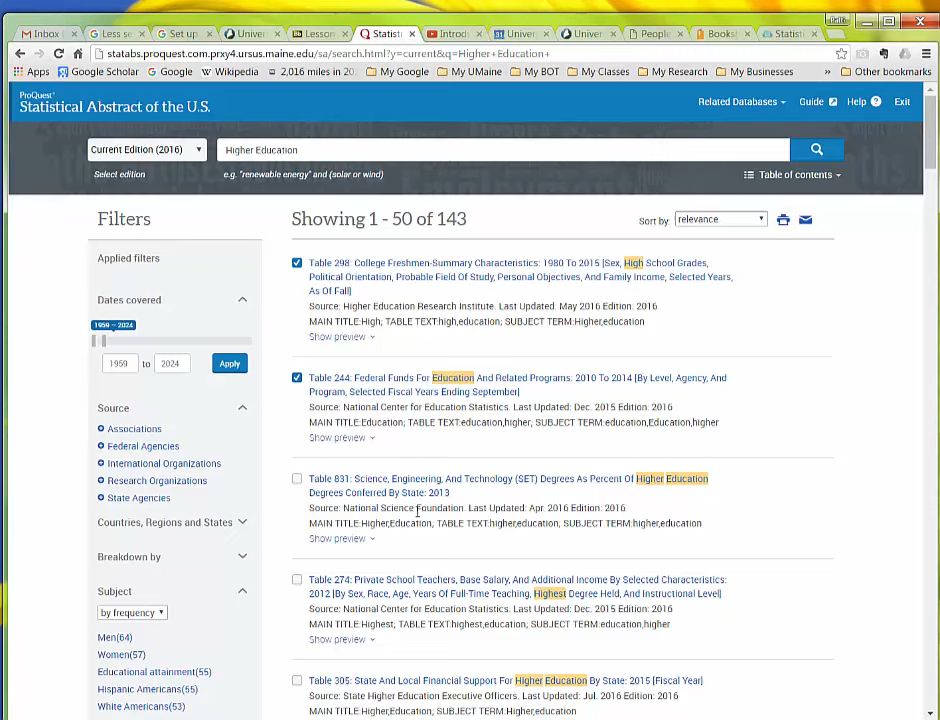 Patti
Inbox (
Less se
Set up
Univer
Lesson
Statist
Introd
Univer
Univer
People
Books
Statisti
statabs.proquest.com.prxy4.ursus.maine.edu/sa/search.html?y=current&q=Higher+Education+
Apps Google Scholar Google Wikipedia 2,016 miles in 20 My Google My UMaine My BOT My Classes My Research My Businesses » Other bookmarks
ProQuest
Statistical Abstract of the U.S.
Related Databases Guide Help ? Exit
Current Edition (2016) Higher Education
Select edition e.g. "renewable energy" and (solar or wind) Table of contents
Filters
Applied filters
Dates covered
1959 – 2024
1959 to 2024 Apply
Source
Associations
Federal Agencies
International Organizations
Research Organizations
State Agencies
Countries, Regions and States
Breakdown by
Subject
by frequency
Men(64)
Women(57)
Educational attainment(55)
Hispanic Americans(55)
White Americans(53)
Showing 1 - 50 of 143
Sort by: relevance
Table 298: College Freshmen-Summary Characteristics: 1980 To 2015 [Sex, High School Grades,
Political Orientation, Probable Field Of Study, Personal Objectives, And Family Income, Selected Years,
As Of Fall]
Source: Higher Education Research Institute. Last Updated: May 2016 Edition: 2016
MAIN TITLE:High; TABLE TEXT:high,education; SUBJECT TERM:Higher,education
Show preview
Table 244: Federal Funds For Education And Related Programs: 2010 To 2014 [By Level, Agency, And
Program, Selected Fiscal Years Ending September]
Source: National Center for Education Statistics. Last Updated: Dec. 2015 Edition: 2016
MAIN TITLE:Education; TABLE TEXT:education,higher; SUBJECT TERM:education,Education,higher
Show preview
Table 831: Science, Engineering, And Technology (SET) Degrees As Percent Of Higher Education
Degrees Conferred By State: 2013
Source: National Science Foundation. Last Updated: Apr. 2016 Edition: 2016
MAIN TITLE:Higher,Education; TABLE TEXT:higher,education; SUBJECT TERM:higher,education
Show preview
Table 274: Private School Teachers, Base Salary, And Additional Income By Selected Characteristics:
2012 [By Sex, Race, Age, Years Of Full-Time Teaching, Highest Degree Held, And Instructional Level]
Source: National Center for Education Statistics. Last Updated: Dec. 2015 Edition: 2016
MAIN TITLE:Highest; TABLE TEXT:highest,education; SUBJECT TERM:education,higher
Show preview
Table 305: State And Local Financial Support For Higher Education By State: 2015 [Fiscal Year]
Source: State Higher Education Executive Officers. Last Updated: Jul. 2016 Edition: 2016
MAIN TITLE:Higher,Education; TABLE TEXT:higher,education; SUBJECT TERM:Higher,education